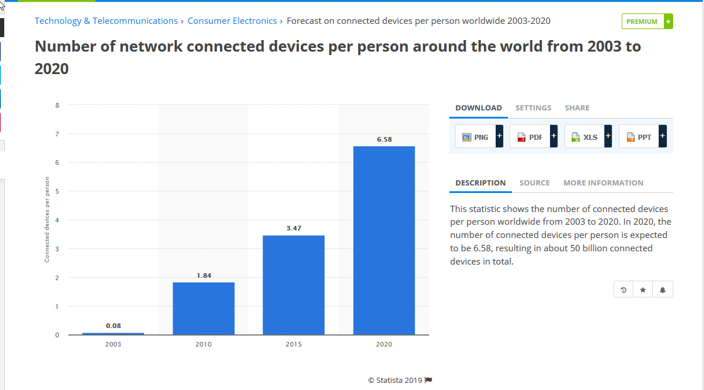 Technology & Telecommunications › Consumer Electronics › Forecast on connected devices per person worldwide 2003-2020
PREMIUM +
Number of network connected devices per person around the world from 2003 to
2020
DOWNLOAD SETTINGS SHARE
PNG + PDF + XLS + PPT +
DESCRIPTION SOURCE MORE INFORMATION
This statistic shows the number of connected devices
per person worldwide from 2003 to 2020. In 2020, the
number of connected devices per person is expected
to be 6.58, resulting in about 50 billion connected
devices in total.
Connected devices per person
8
7
6
5
4
3
2
1
0
0.08
1.84
3.47
6.58
2003 2010 2015 2020
© Statista 2019